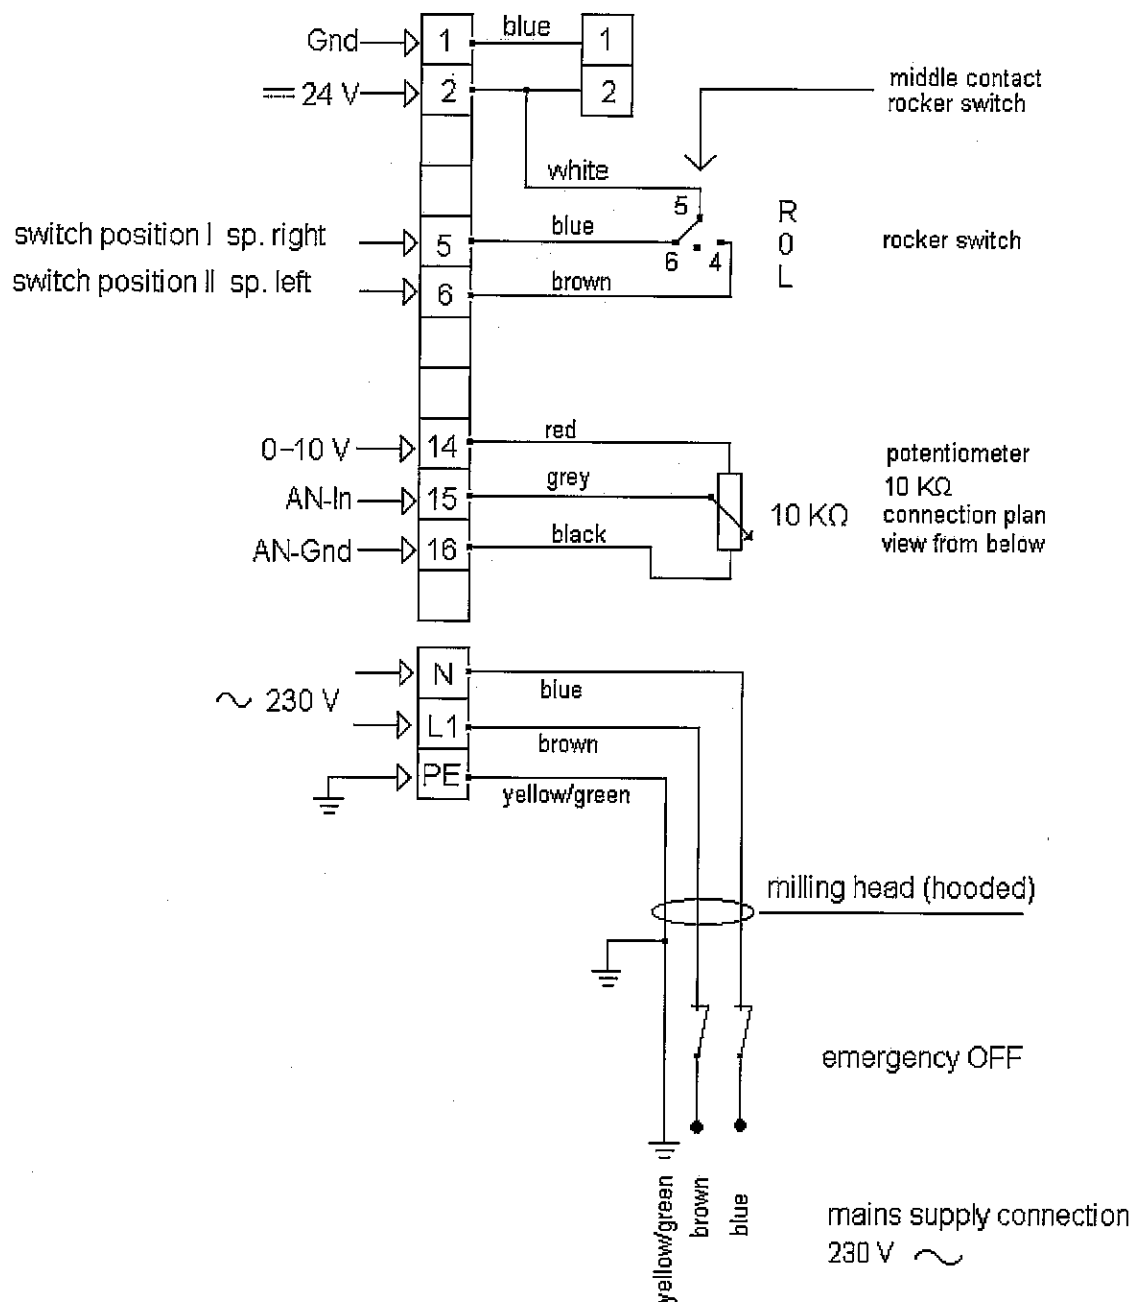 Gnd
1
blue
1
24 V
2
2
middle contact
rocker switch
white
5
R
switch position I sp. right
5
blue
0
rocker switch
6
4
switch position II sp. left
6
brown
L
0–10 V
14
red
potentiometer
AN-In
15
grey
10 KΩ
10 KΩ
connection plan
AN-Gnd
16
black
view from below
N
blue
~ 230 V
L1
brown
PE
yellow/green
milling head (hooded)
emergency OFF
yellow/green
brown
blue
mains supply connection
230 V ~